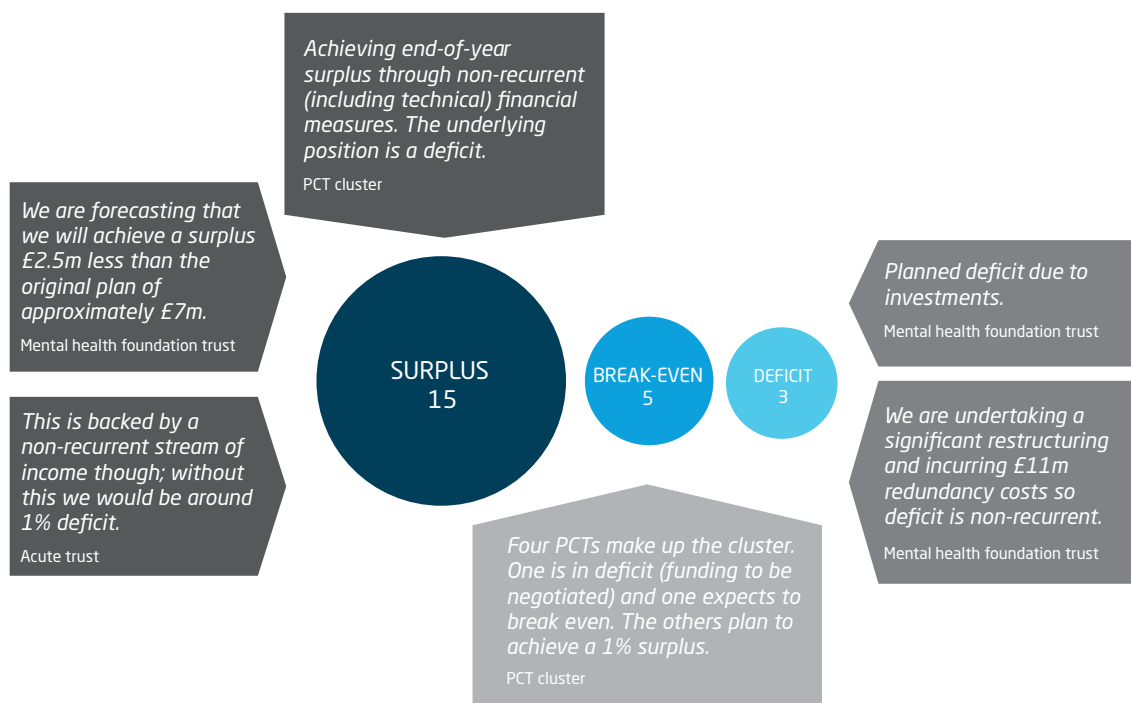 Achieving end-of-year
surplus through non-recurrent
(including technical) financial
measures. The underlying
position is a deficit.
PCT cluster
We are forecasting that
we will achieve a surplus
£2.5m less than the
original plan of
approximately £7m.
Mental health foundation trust
This is backed by a
non-recurrent stream of
income though; without
this we would be around
1% deficit.
Acute trust
SURPLUS
15
BREAK-EVEN
5
DEFICIT
3
Planned deficit due to
investments.
Mental health foundation trust
We are undertaking a
significant restructuring
and incurring £11m
redundancy costs so
deficit is non-recurrent.
Mental health foundation trust
Four PCTs make up the cluster.
One is in deficit (funding to be
negotiated) and one expects to
break even. The others plan to
achieve a 1% surplus.
PCT cluster